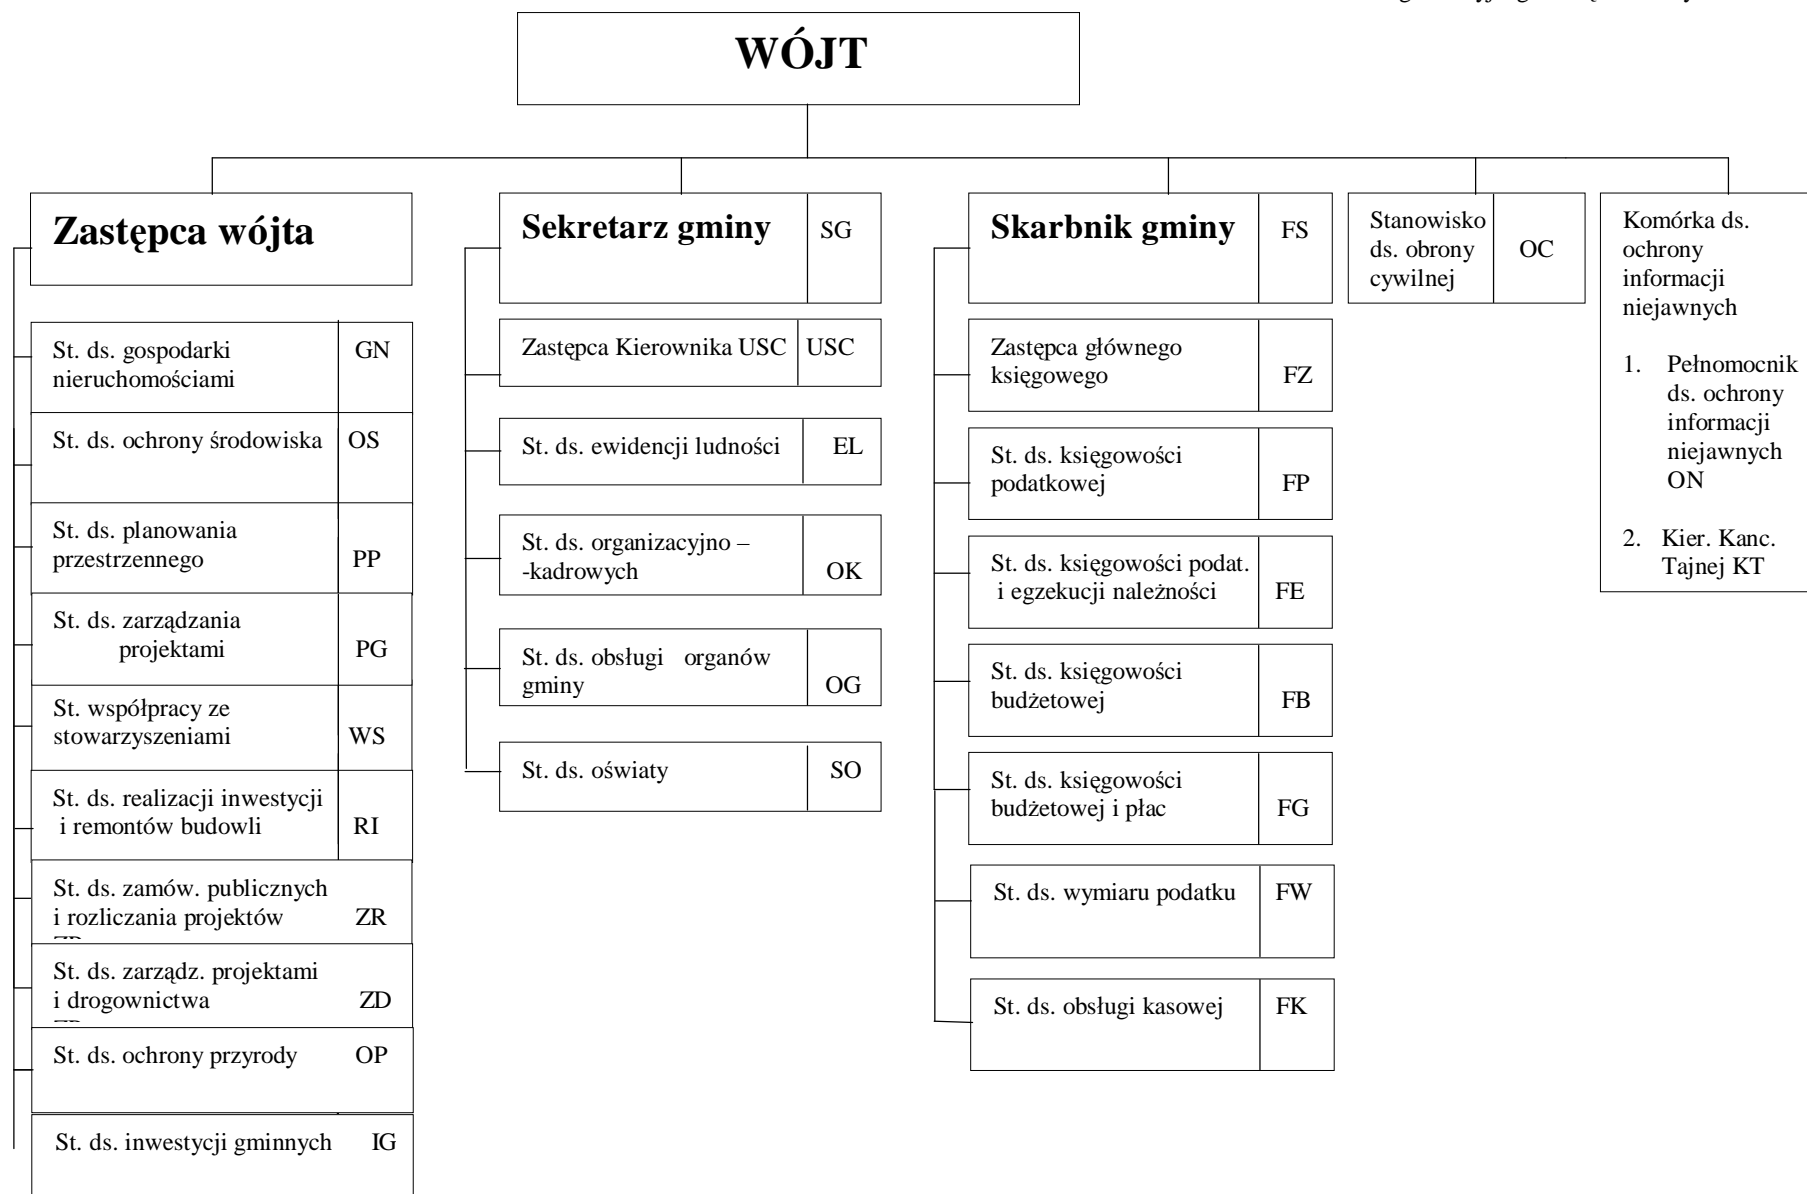 WÓJT
Zastępca wójta
St. ds. gospodarki GN
nieruchomościami
St. ds. ochrony środowiska OS
St. ds. planowania
przestrzennego PP
St. ds. zarządzania
projektami PG
St. współpracy ze
stowarzyszeniami WS
St. ds. realizacji inwestycji
i remontów budowli RI
St. ds. zamów. publicznych
i rozliczania projektów ZR
St. ds. zarządz. projektami
i drogownictwa ZD
St. ds. ochrony przyrody OP
St. ds. inwestycji gminnych IG
Sekretarz gminy SG
Zastępca Kierownika USC USC
St. ds. ewidencji ludności EL
St. ds. organizacyjno –
-kadrowych OK
St. ds. obsługi organów
gminy OG
St. ds. oświaty SO
Skarbnik gminy FS
Zastępca głównego
księgowego FZ
St. ds. księgowości
podatkowej FP
St. ds. księgowości podat.
i egzekucji należności FE
St. ds. księgowości
budżetowej FB
St. ds. księgowości
budżetowej i płac FG
St. ds. wymiaru podatku FW
St. ds. obsługi kasowej FK
Stanowisko
ds. obrony OC
cywilnej
Komórka ds.
ochrony
informacji
niejawnych
1. Pełnomocnik
ds. ochrony
informacji
niejawnych
ON
2. Kier. Kanc.
Tajnej KT